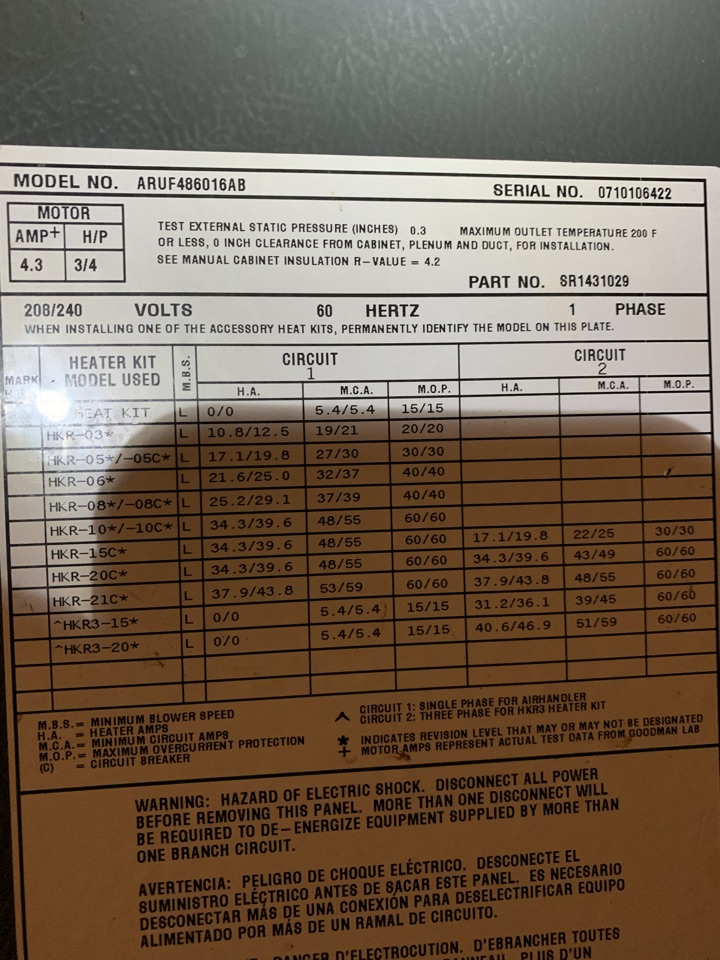 MODEL NO. ARUF486016AB SERIAL NO. 0710106422
MOTOR
AMP+ H/P
4.3 3/4
TEST EXTERNAL STATIC PRESSURE (INCHES) 0.3 MAXIMUM OUTLET TEMPERATURE 200 F
OR LESS, 0 INCH CLEARANCE FROM CABINET, PLENUM AND DUCT, FOR INSTALLATION.
SEE MANUAL CABINET INSULATION R-VALUE = 4.2
PART NO. SR1431029
208/240 VOLTS 60 HERTZ 1 PHASE
WHEN INSTALLING ONE OF THE ACCESSORY HEAT KITS, PERMANENTLY IDENTIFY THE MODEL ON THIS PLATE.
MARK HEATER KIT MODEL USED M.B.S. CIRCUIT 1 CIRCUIT 2
H.A. M.C.A. M.O.P. H.A. M.C.A. M.O.P.
HEAT KIT L 0/0 5.4/5.4 15/15
HKR-03* L 10.8/12.5 19/21 20/20
HKR-05*/-05C* L 17.1/19.8 27/30 30/30
HKR-06* L 21.6/25.0 32/37 40/40
HKR-08*/-08C* L 25.2/29.1 37/39 40/40
HKR-10*/-10C* L 34.3/39.6 48/55 60/60
HKR-15C* L 34.3/39.6 48/55 60/60 17.1/19.8 22/25 30/30
HKR-20C* L 34.3/39.6 48/55 60/60 34.3/39.6 43/49 60/60
HKR-21C* L 37.9/43.8 53/59 60/60 37.9/43.8 48/55 60/60
^HKR3-15* L 0/0 5.4/5.4 15/15 31.2/36.1 39/45 60/60
^HKR3-20* L 0/0 5.4/5.4 15/15 40.6/46.9 51/59 60/60
M.B.S. = MINIMUM BLOWER SPEED
H.A. = HEATER AMPS
M.C.A. = MINIMUM CIRCUIT AMPS
M.O.P. = MAXIMUM OVERCURRENT PROTECTION
(C) = CIRCUIT BREAKER
^ CIRCUIT 1: SINGLE PHASE FOR AIRHANDLER
CIRCUIT 2: THREE PHASE FOR HKR3 HEATER KIT
* INDICATES REVISION LEVEL THAT MAY OR MAY NOT BE DESIGNATED
+ MOTOR AMPS REPRESENT ACTUAL TEST DATA FROM GOODMAN LAB
WARNING: HAZARD OF ELECTRIC SHOCK. DISCONNECT ALL POWER
BEFORE REMOVING THIS PANEL. MORE THAN ONE DISCONNECT WILL
BE REQUIRED TO DE-ENERGIZE EQUIPMENT SUPPLIED BY MORE THAN
ONE BRANCH CIRCUIT.
AVERTENCIA: PELIGRO DE CHOQUE ELÉCTRICO. DESCONECTE EL
SUMINISTRO ELÉCTRICO ANTES DE SACAR ESTE PANEL. ES NECESARIO
DESCONECTAR MÁS DE UNA CONEXIÓN PARA DESELECTRIFICAR EQUIPO
ALIMENTADO POR MÁS DE UN RAMAL DE CIRCUITO.
DANGER D'ELECTROCUTION. D'EBRANCHER TOUTES
PLUS D'UN